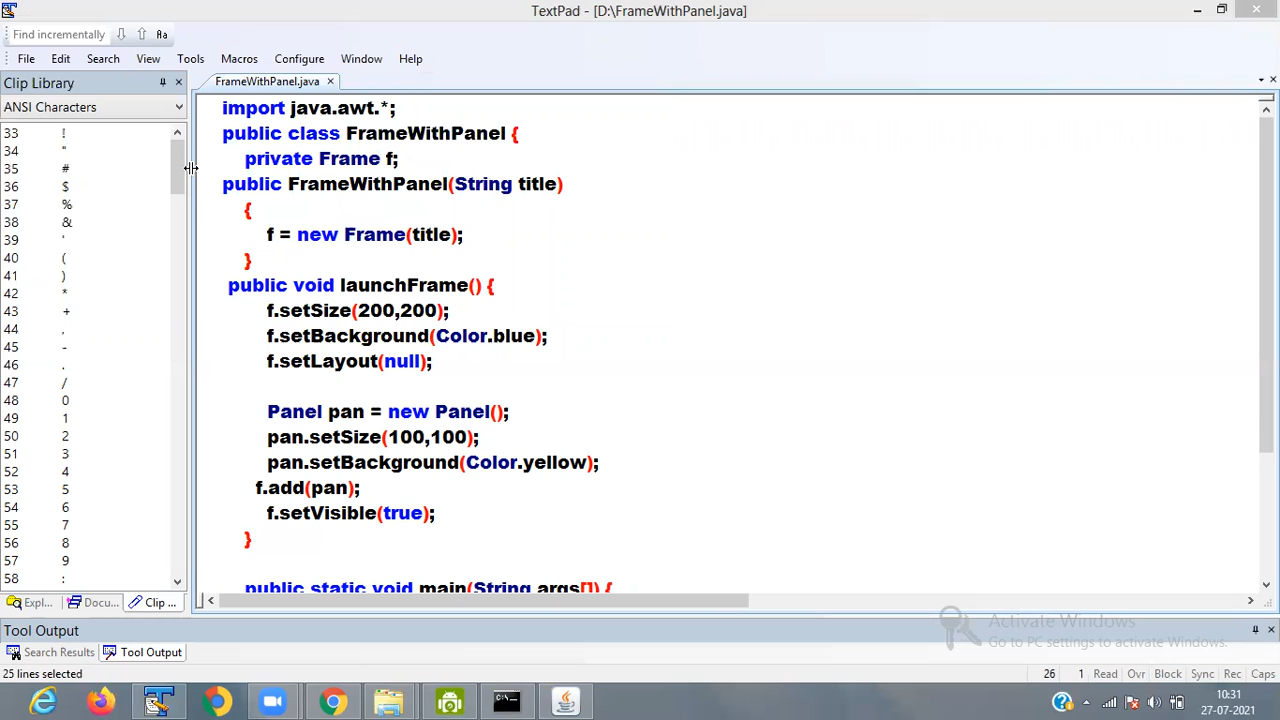 TextPad - [D:\FrameWithPanel.java]
Find incrementally
Aa
File Edit Search View Tools Macros Configure Window Help
Clip Library
FrameWithPanel.java
ANSI Characters
33 !
34 "
35 #
36 $
37 %
38 &
39 '
40 (
41 )
42 *
43 +
44 ,
45 -
46 .
47 /
48 0
49 1
50 2
51 3
52 4
53 5
54 6
55 7
56 8
57 9
58 :
import java.awt.*;
public class FrameWithPanel {
private Frame f;
public FrameWithPanel(String title)
{
f = new Frame(title);
}
public void launchFrame() {
f.setSize(200,200);
f.setBackground(Color.blue);
f.setLayout(null);
Panel pan = new Panel();
pan.setSize(100,100);
pan.setBackground(Color.yellow);
f.add(pan);
f.setVisible(true);
}
public static void main(String args[]) {
Expl... Docu... Clip ...
Tool Output
Activate Windows
Go to PC settings to activate Windows.
Search Results Tool Output
25 lines selected
26 1 Read Ovr Block Sync Rec Caps
10:31
27-07-2021